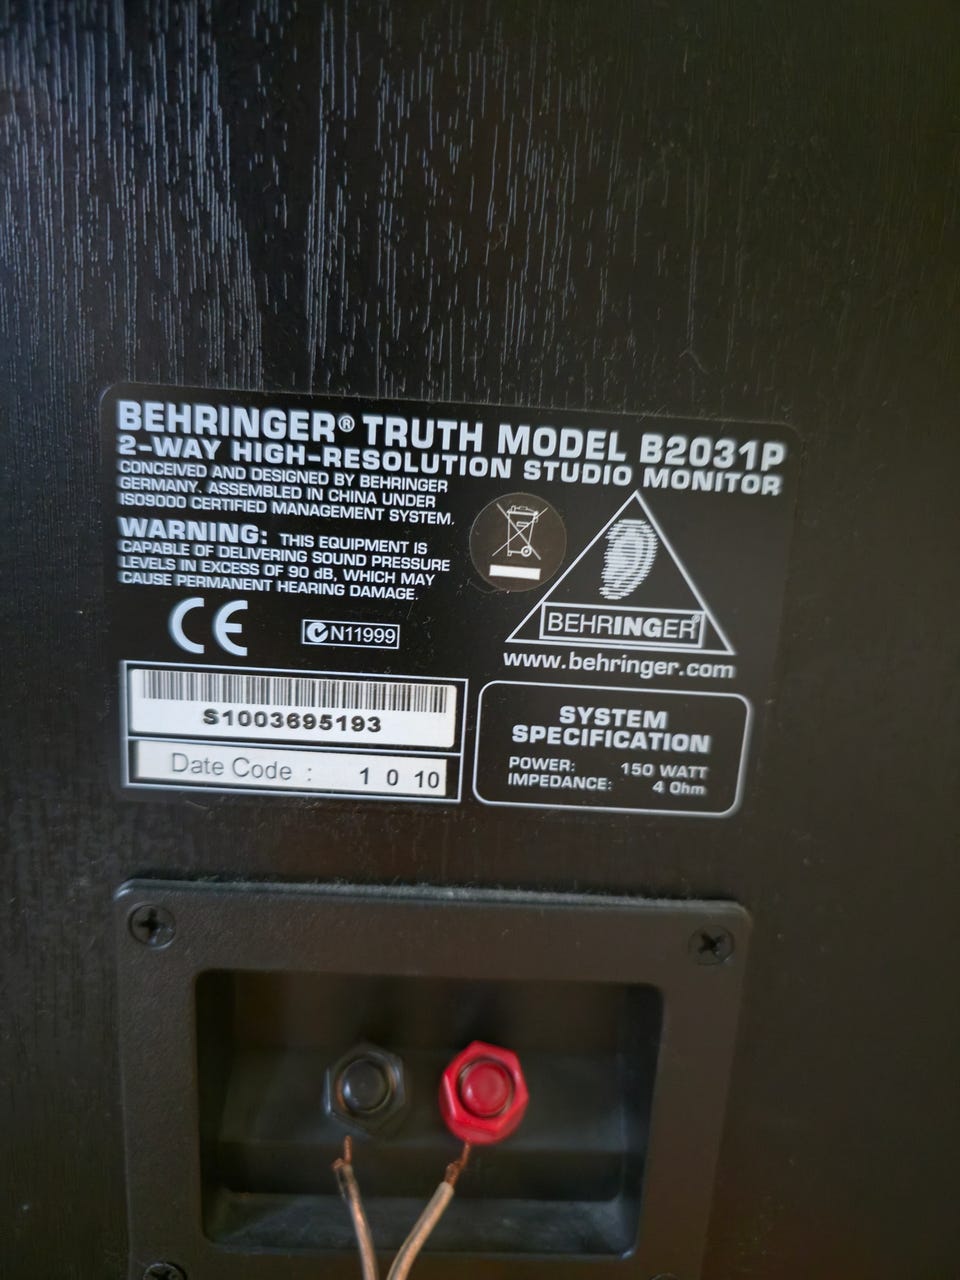 BEHRINGER® TRUTH MODEL B2031P
2-WAY HIGH-RESOLUTION STUDIO MONITOR
CONCEIVED AND DESIGNED BY BEHRINGER
GERMANY. ASSEMBLED IN CHINA UNDER
ISO9000 CERTIFIED MANAGEMENT SYSTEM.
WARNING: THIS EQUIPMENT IS
CAPABLE OF DELIVERING SOUND PRESSURE
LEVELS IN EXCESS OF 90 dB, WHICH MAY
CAUSE PERMANENT HEARING DAMAGE.
CE
N11999
BEHRINGER®
www.behringer.com
S1003695193
Date Code : 1 0 10
SYSTEM
SPECIFICATION
POWER: 150 WATT
IMPEDANCE: 4 Ohm